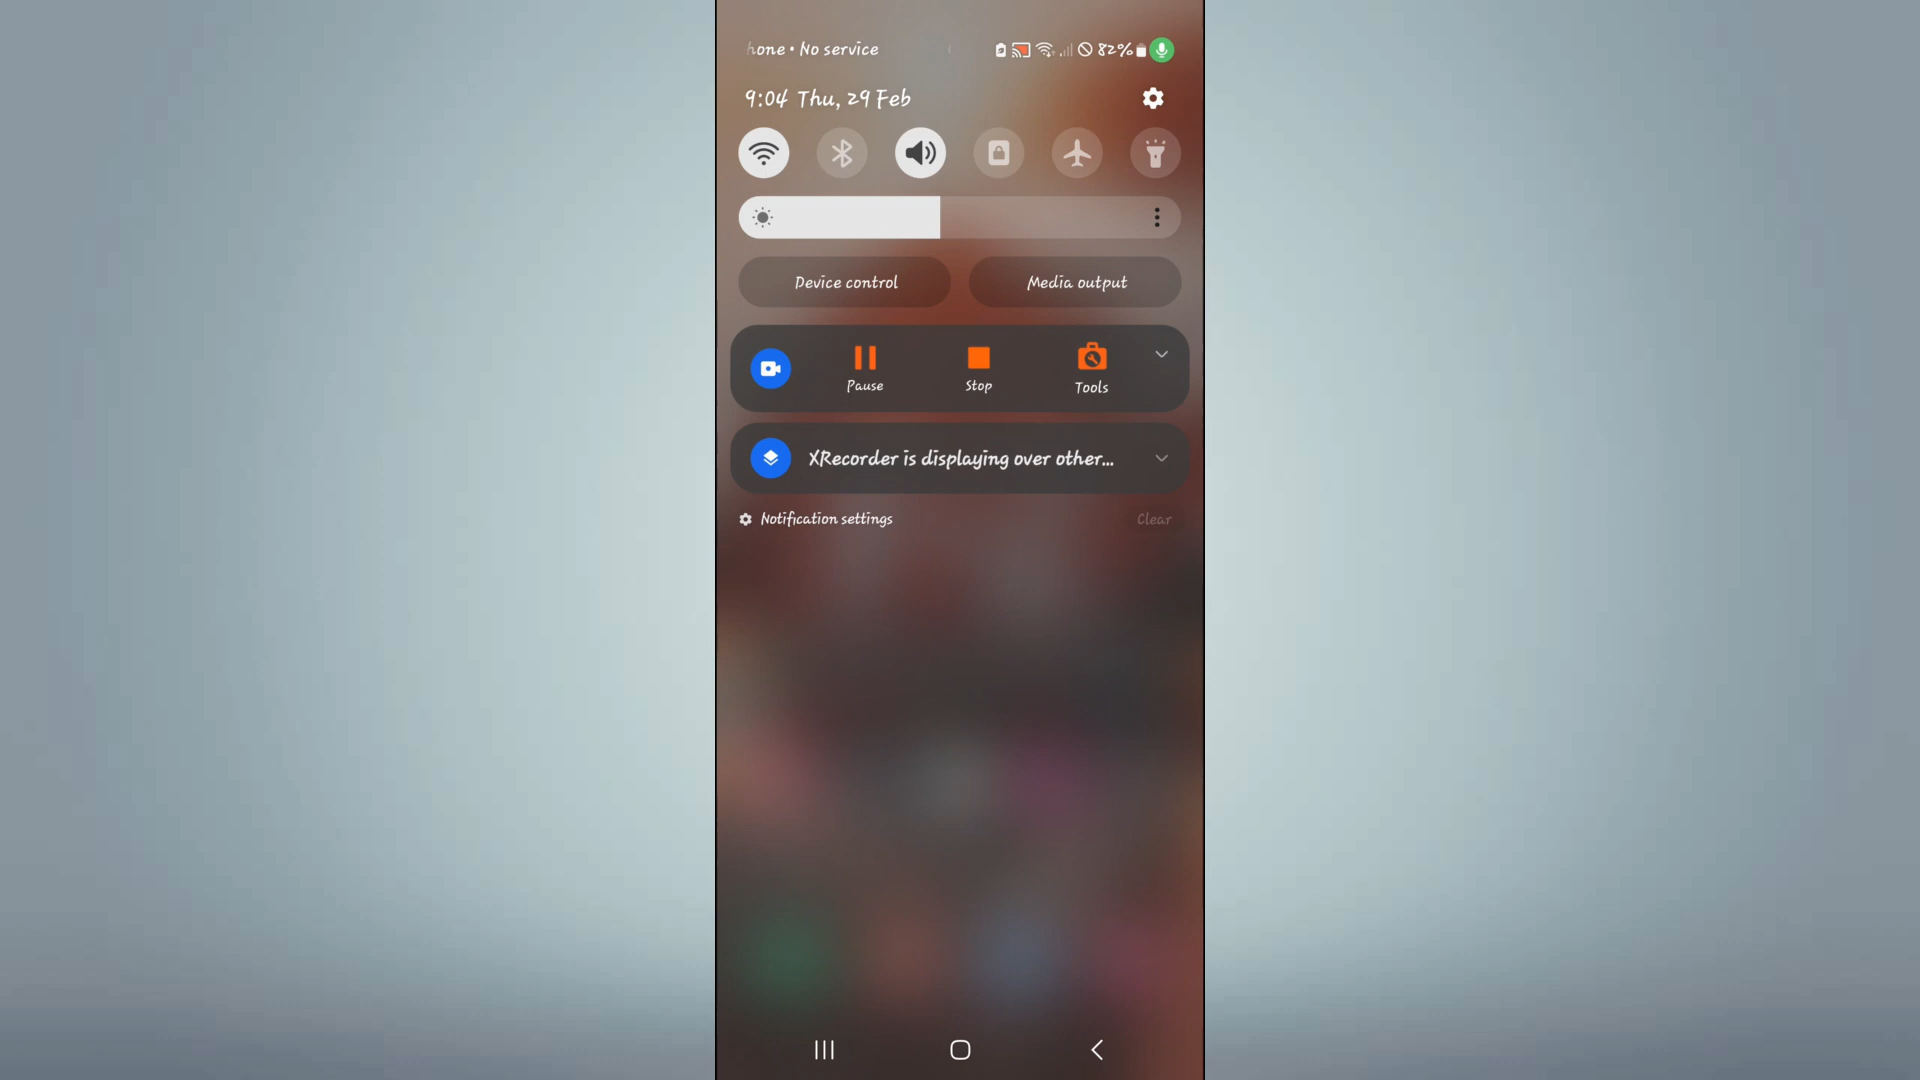 hone • No service 82%
9:04 Thu, 29 Feb
Device control Media output
Pause Stop Tools
XRecorder is displaying over other...
Notification settings Clear